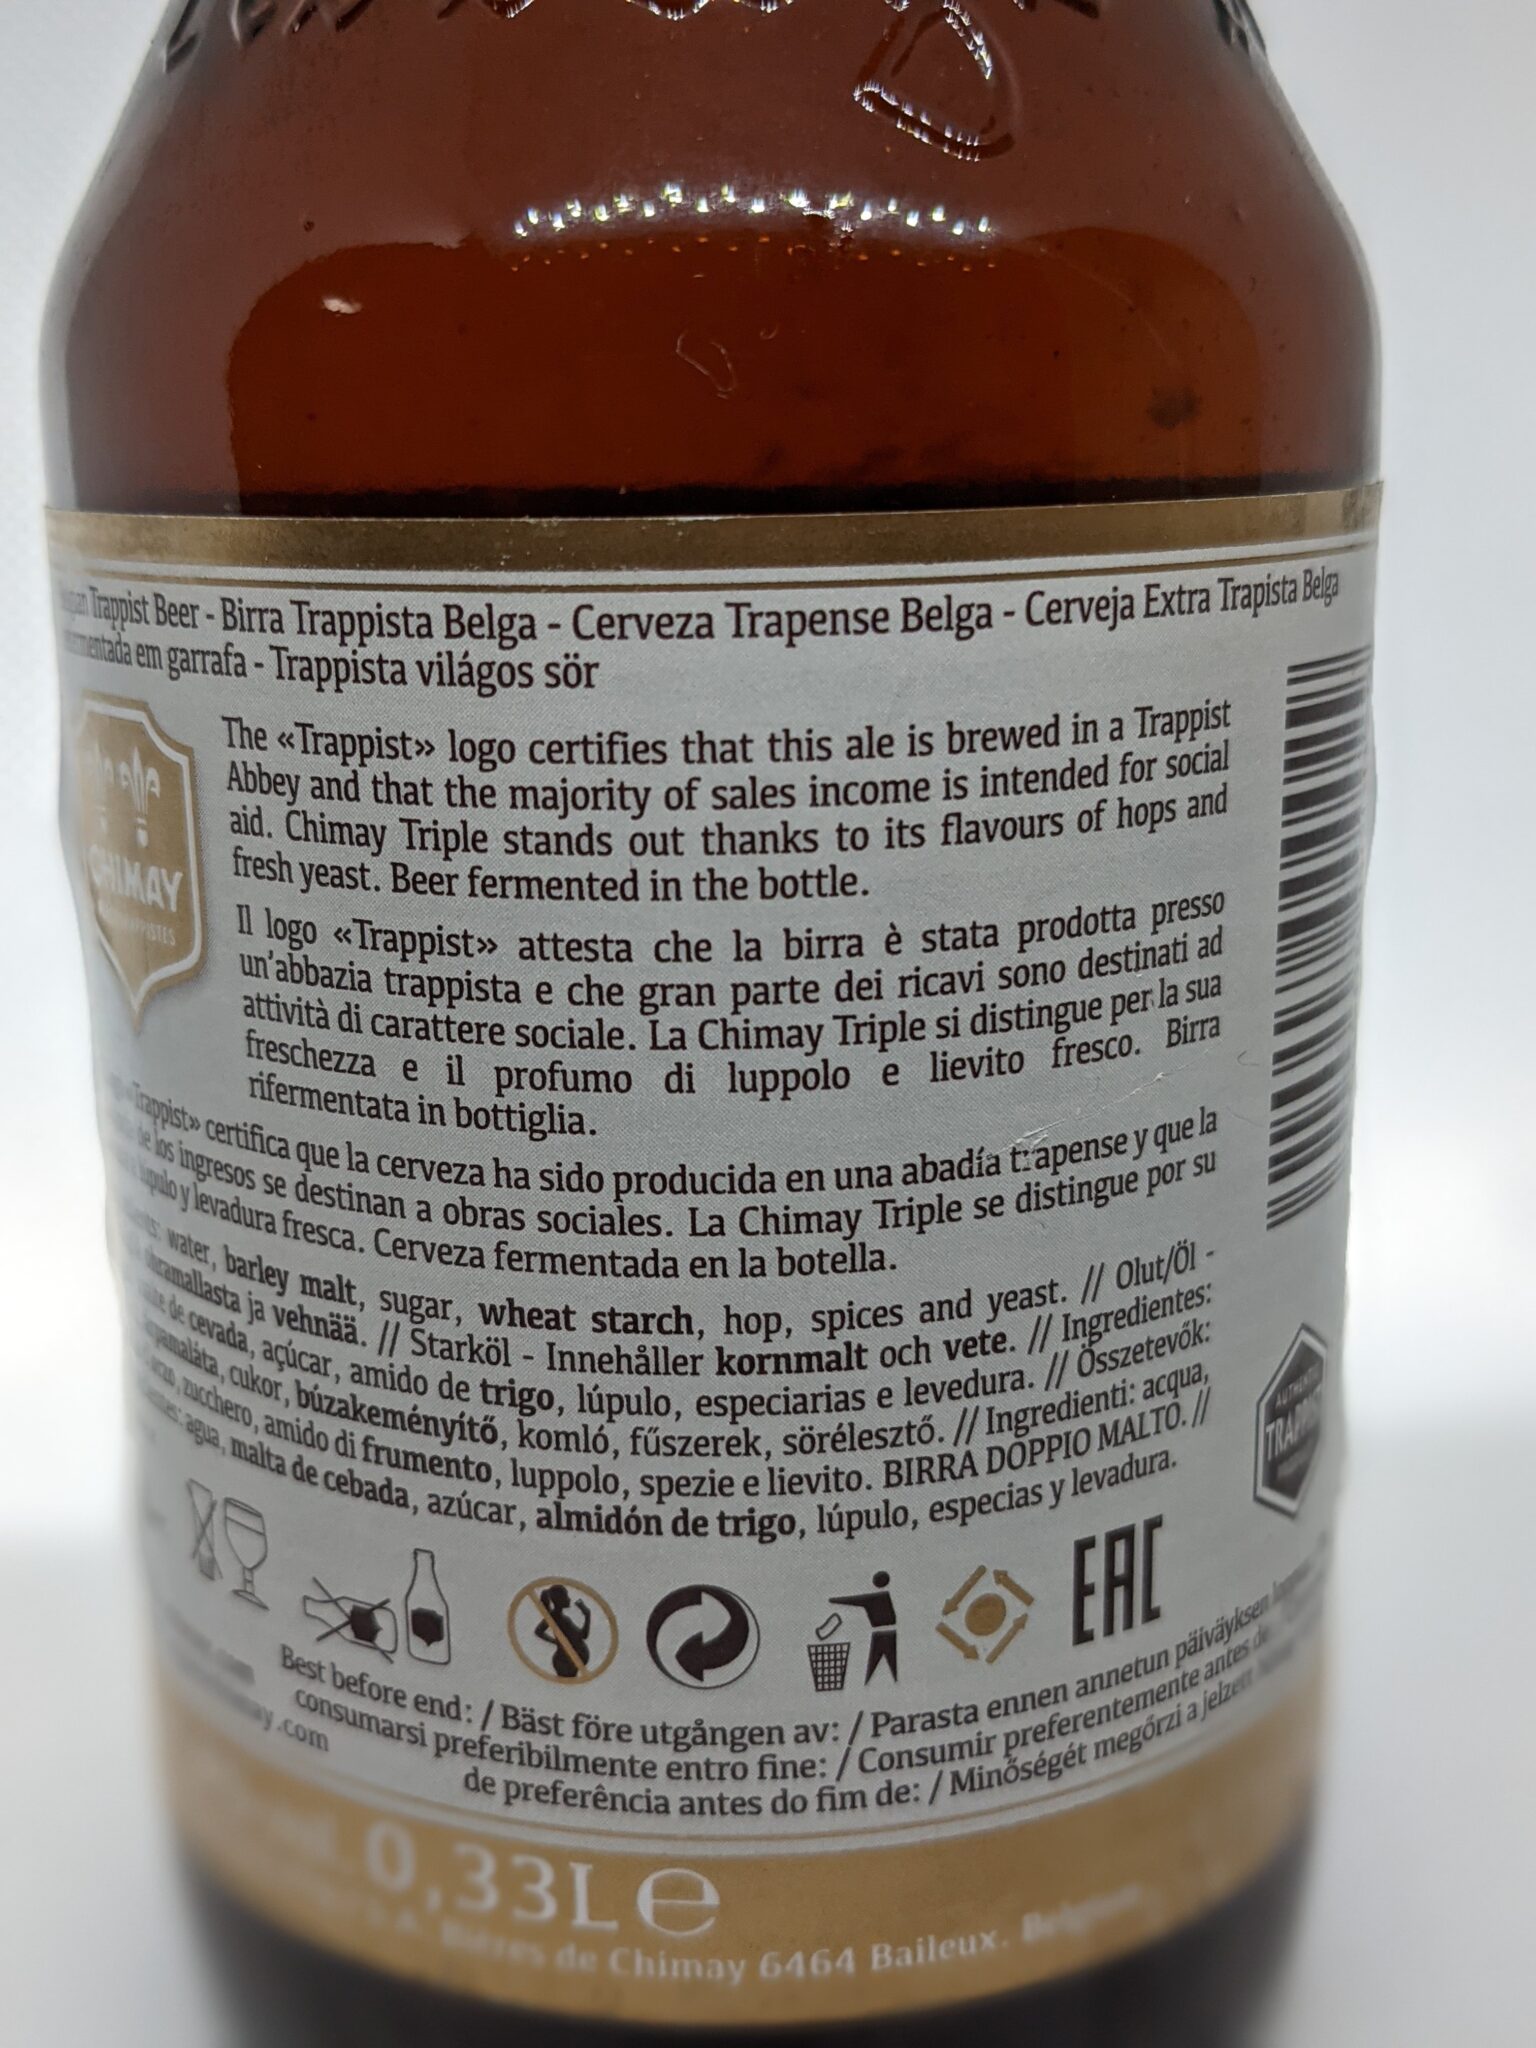 Trappist Beer - Birra Trappista Belga - Cerveza Trapense Belga - Cerveja Extra Trapista Belga
em garrafa - Trappista világos sör
CHIMAY
The «Trappist» logo certifies that this ale is brewed in a Trappist
Abbey and that the majority of sales income is intended for social
aid. Chimay Triple stands out thanks to its flavours of hops and
fresh yeast. Beer fermented in the bottle.
Il logo «Trappist» attesta che la birra è stata prodotta presso
un'abbazia trappista e che gran parte dei ricavi sono destinati ad
attività di carattere sociale. La Chimay Triple si distingue per la sua
freschezza e il profumo di luppolo e lievito fresco. Birra
rifermentata in bottiglia.
«Trappist» certifica que la cerveza ha sido producida en una abadía trapense y que la
de los ingresos se destinan a obras sociales. La Chimay Triple se distingue por su
lúpulo y levadura fresca. Cerveza fermentada en la botella.
water, barley malt, sugar, wheat starch, hop, spices and yeast. // Olut/Öl -
ohramallasta ja vehnää. // Starköl - Innehåller kornmalt och vete. // Ingredientes:
de cevada, açúcar, amido de trigo, lúpulo, especiarias e levedura. // Összetevők:
cukor, búzakeményítő, komló, fűszerek, sörélesztő. // Ingredienti: acqua,
zucchero, amido di frumento, luppolo, spezie e lievito. BIRRA DOPPIO MALTO. //
agua, malta de cebada, azúcar, almidón de trigo, lúpulo, especias y levadura.
TRAPPIST
EAC
Best before end: / Bäst före utgången av: / Parasta ennen annetun päiväyksen
consumarsi preferibilmente entro fine: / Consumir preferentemente antes de
.com
de preferência antes do fim de: / Minőségét megőrzi a jelzett
0,33L e
Bières de Chimay 6464 Baileux.